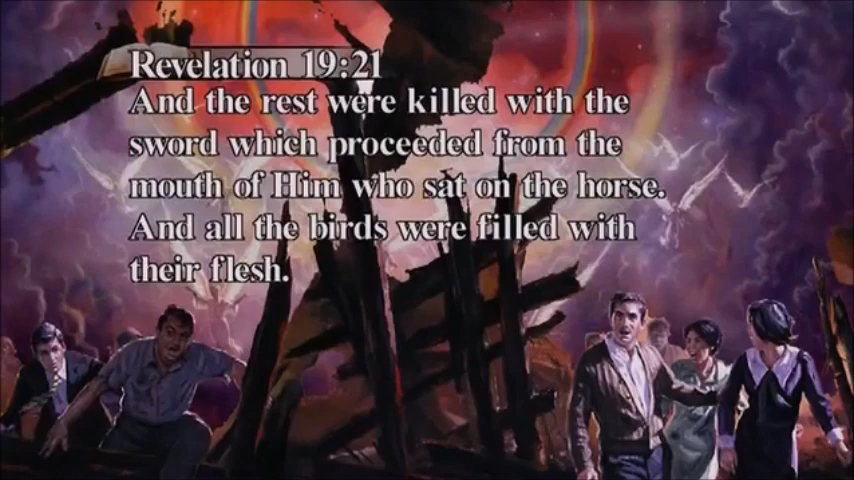 Revelation 19:21
And the rest were killed with the
sword which proceeded from the
mouth of Him who sat on the horse.
And all the birds were filled with
their flesh.